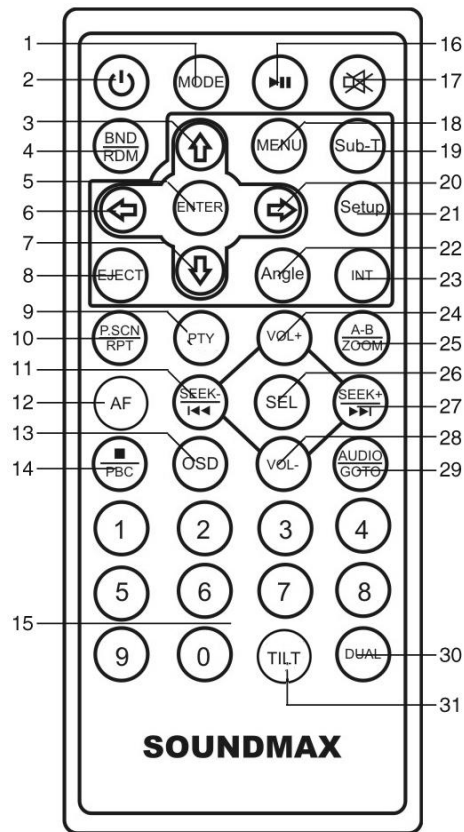 1 16
2 MODE 17
3 BND MENU Sub-T 18
4 RDM 19
5 ENTER 20
6 Setup 21
7 22
8 EJECT Angle INT 23
9 24
10 P.SCN PTY VOL+ A-B 25
RPT ZOOM
11 SEEK- SEL SEEK+ 26
12 AF 27
13 OSD VOL- AUDIO 28
14 PBC GOTO 29
1 2 3 4
5 6 7 8
15
9 0 TILT DUAL 30
31
SOUNDMAX